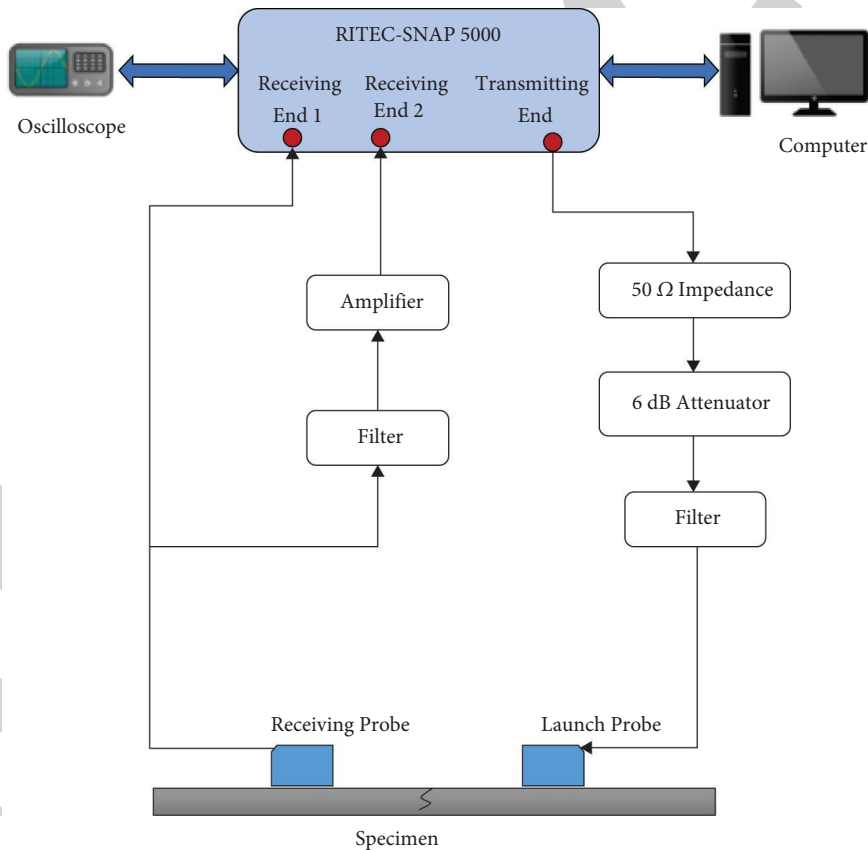 RITEC-SNAP 5000
Receiving
End 1
Receiving
End 2
Transmitting
End
Oscilloscope
Computer
50 Ω Impedance
Amplifier
6 dB Attenuator
Filter
Filter
Receiving Probe
Launch Probe
Specimen